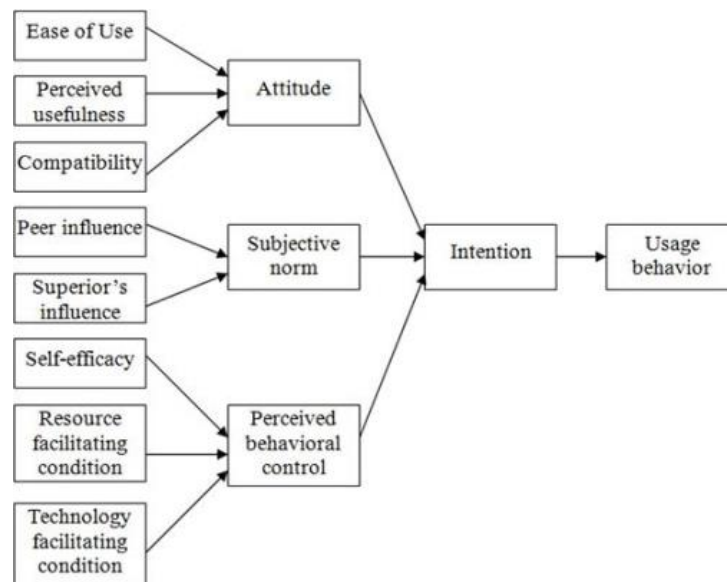 Ease of Use
Perceived
usefulness
Compatibility
Peer influence
Superior's
influence
Self-efficacy
Resource
facilitating
condition
Technology
facilitating
condition
Attitude
Subjective
norm
Perceived
behavioral
control
Intention
Usage
behavior